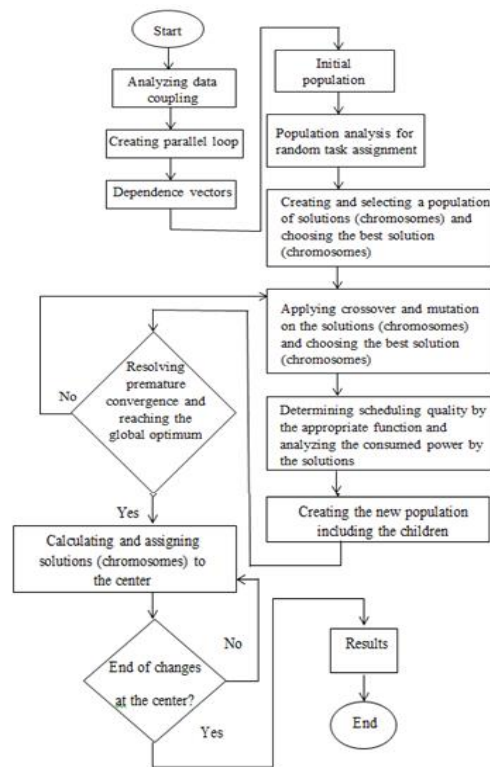 Start
Analyzing data
coupling
Creating parallel loop
Dependence vectors
Initial
population
Population analysis for
random task assignment
Creating and selecting a population
of solutions (chromosomes) and
choosing the best solution
(chromosomes)
Applying crossover and mutation
on the solutions (chromosomes)
and choosing the best solution
(chromosomes)
Determining scheduling quality by
the appropriate function and
analyzing the consumed power by
the solutions
Creating the new population
including the children
Resolving
premature
convergence and
reaching the
global optimum
No
Yes
Calculating and assigning
solutions (chromosomes) to
the center
End of changes
at the center?
No
Yes
Results
End